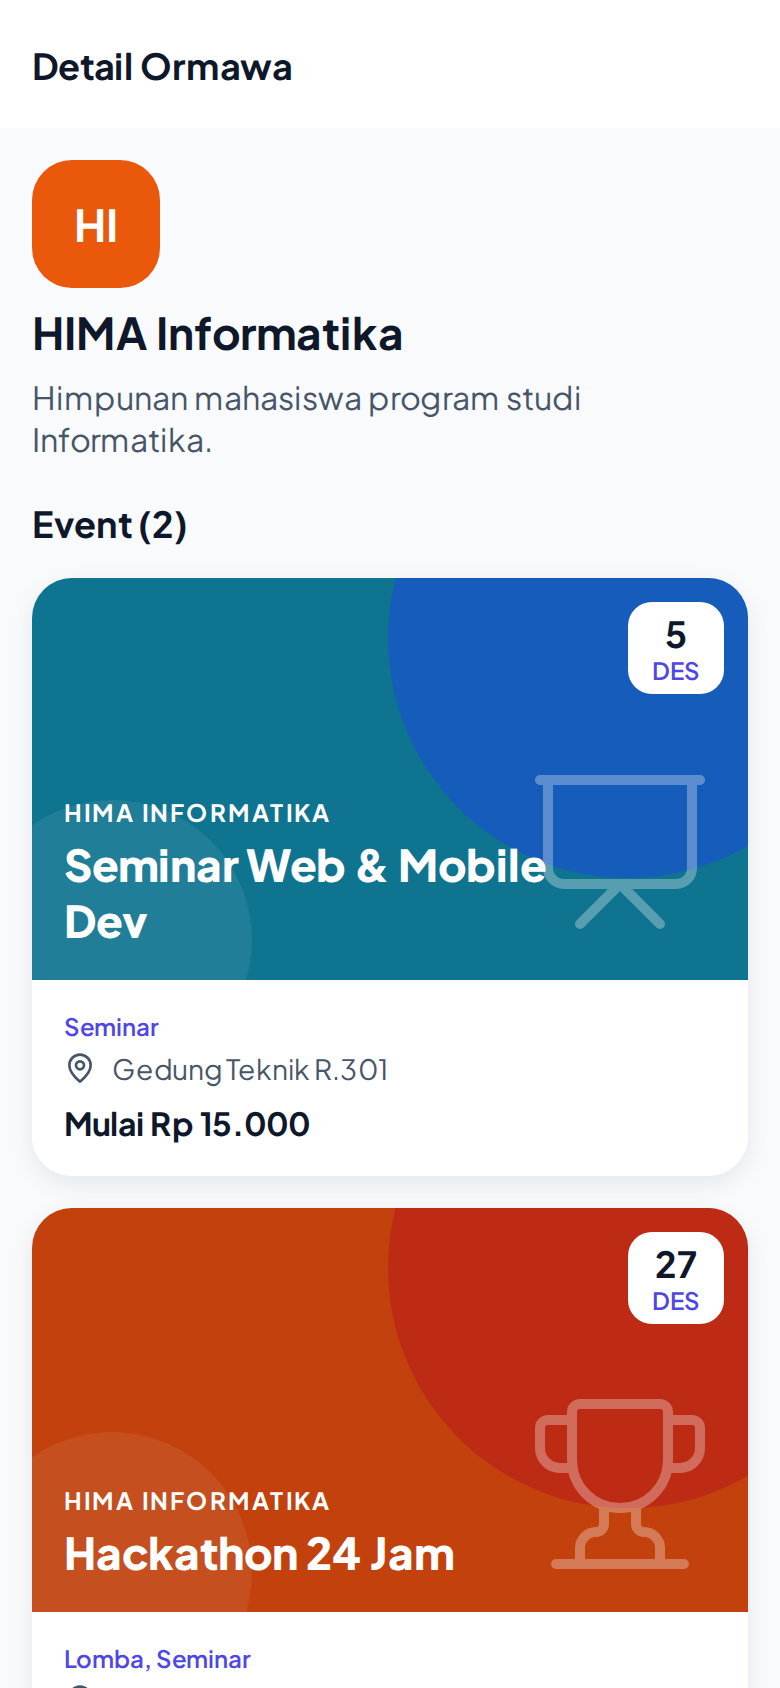 Detail Ormawa
HI
HIMA Informatika
Himpunan mahasiswa program studi
Informatika.
Event (2)
5
DES
HIMA INFORMATIKA
Seminar Web & Mobile
Dev
Seminar
Gedung Teknik R.301
Mulai Rp 15.000
27
DES
HIMA INFORMATIKA
Hackathon 24 Jam
Lomba, Seminar